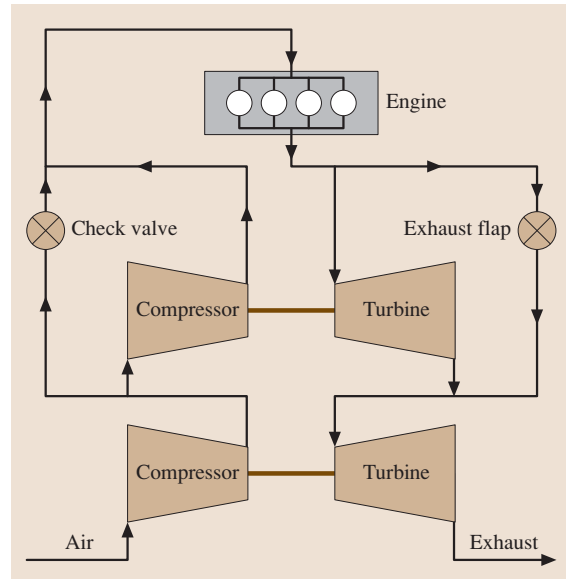 Engine
Check valve
Exhaust flap
Compressor
Turbine
Compressor
Turbine
Air
Exhaust